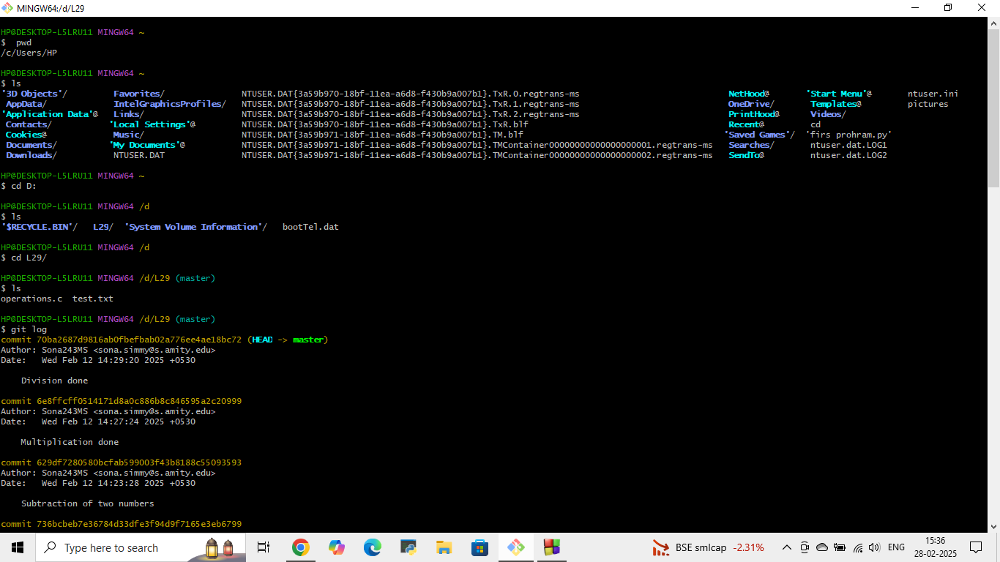 MINGW64:/d/L29
HP@DESKTOP-L5LRU11 MINGW64 ~
$  pwd
/c/Users/HP
HP@DESKTOP-L5LRU11 MINGW64 ~
$ ls
'3D Objects'/ Favorites/ NTUSER.DAT{3a59b970-18bf-11ea-a6d8-f430b9a007b1}.TxR.0.regtrans-ms NetHood@ 'Start Menu'@ ntuser.ini
AppData/ IntelGraphicsProfiles/ NTUSER.DAT{3a59b970-18bf-11ea-a6d8-f430b9a007b1}.TxR.1.regtrans-ms OneDrive/ Templates@ pictures
'Application Data'@ Links/ NTUSER.DAT{3a59b970-18bf-11ea-a6d8-f430b9a007b1}.TxR.2.regtrans-ms PrintHood@ Videos/
Contacts/ 'Local Settings'@ NTUSER.DAT{3a59b970-18bf-11ea-a6d8-f430b9a007b1}.TxR.blf Recent@ cd
Cookies@ Music/ NTUSER.DAT{3a59b971-18bf-11ea-a6d8-f430b9a007b1}.TM.blf 'Saved Games'/ 'firs prohram.py'
Documents/ 'My Documents'@ NTUSER.DAT{3a59b971-18bf-11ea-a6d8-f430b9a007b1}.TMContainer00000000000000000001.regtrans-ms Searches/ ntuser.dat.LOG1
Downloads/ NTUSER.DAT NTUSER.DAT{3a59b971-18bf-11ea-a6d8-f430b9a007b1}.TMContainer00000000000000000002.regtrans-ms SendTo@ ntuser.dat.LOG2
HP@DESKTOP-L5LRU11 MINGW64 ~
$ cd D:
HP@DESKTOP-L5LRU11 MINGW64 /d
$ ls
'$RECYCLE.BIN'/ L29/ 'System Volume Information'/ bootTel.dat
HP@DESKTOP-L5LRU11 MINGW64 /d
$ cd L29/
HP@DESKTOP-L5LRU11 MINGW64 /d/L29 (master)
$ ls
operations.c test.txt
HP@DESKTOP-L5LRU11 MINGW64 /d/L29 (master)
$ git log
commit 70ba2687d9816ab0fbefbab02a776ee4ae18bc72 (HEAD -> master)
Author: Sona243MS <sona.simmy@s.amity.edu>
Date:   Wed Feb 12 14:29:20 2025 +0530
Division done
commit 6e8ffcff0514171d8a0c886b8c846595a2c20999
Author: Sona243MS <sona.simmy@s.amity.edu>
Date:   Wed Feb 12 14:27:24 2025 +0530
Multiplication done
commit 629df7280580bcfab599003f43b8188c55093593
Author: Sona243MS <sona.simmy@s.amity.edu>
Date:   Wed Feb 12 14:23:28 2025 +0530
Subtraction of two numbers
commit 736bcbeb7e36784d33dfe3f94d9f7165e3eb6799
Type here to search
BSE smlcap -2.31%
ENG
15:36
28-02-2025